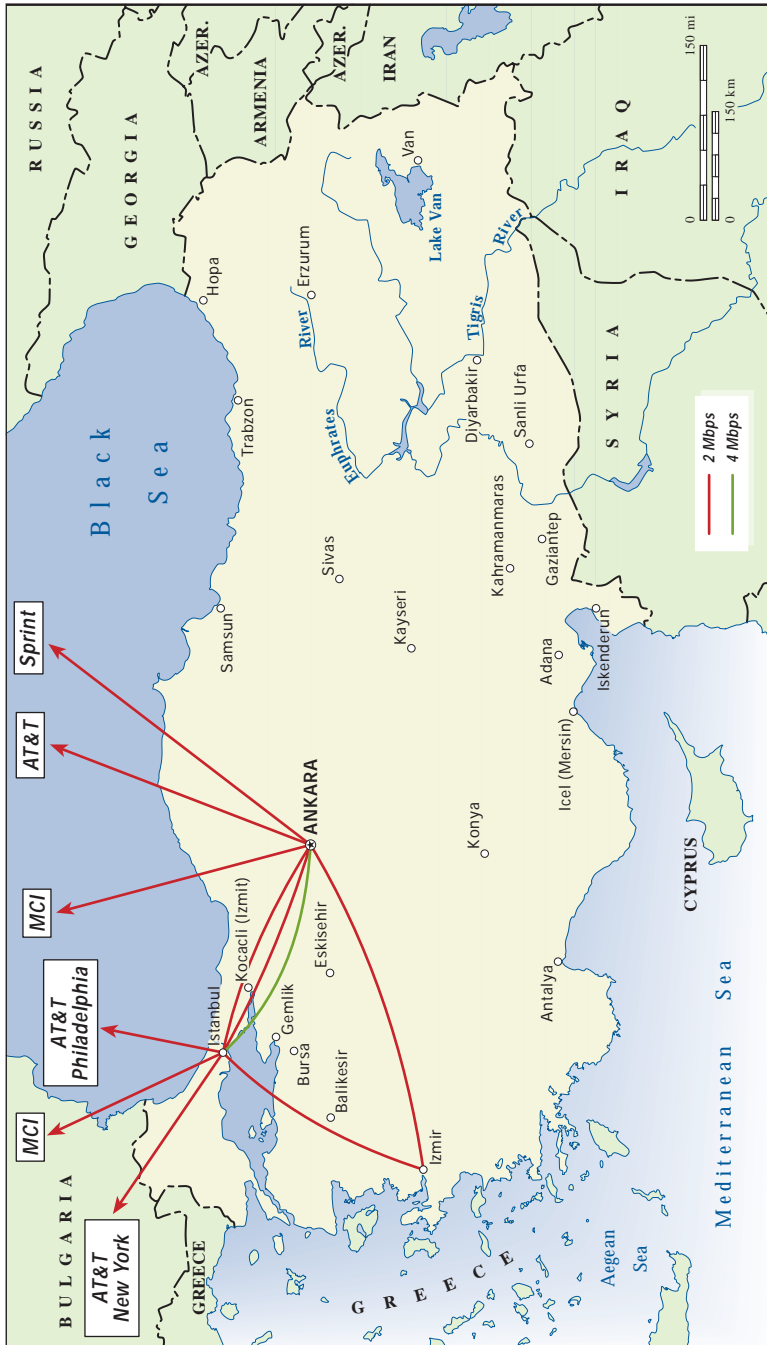 RUSSIA
GEORGIA
AZER.
ARMENIA
AZER.
IRAN
IRAQ
SYRIA
BULGARIA
GREECE
GREECE
CYPRUS
Black
Sea
Aegean
Sea
Mediterranean Sea
Sprint
AT&T
MCI
AT&T
Philadelphia
MCI
AT&T
New York
Hopa
Trabzon
Samsun
Erzurum
Van
Lake Van
Euphrates
River
Tigris
River
Diyarbakir
Sanli Urfa
Sivas
Kayseri
Kahramanmaras
Gaziantep
Adana
Iskenderun
Icel (Mersin)
ANKARA
Konya
Antalya
Istanbul
Kocacli (Izmit)
Gemlik
Bursa
Eskisehir
Balikesir
Izmir
2 Mbps
4 Mbps
0
150 mi
0
150 km